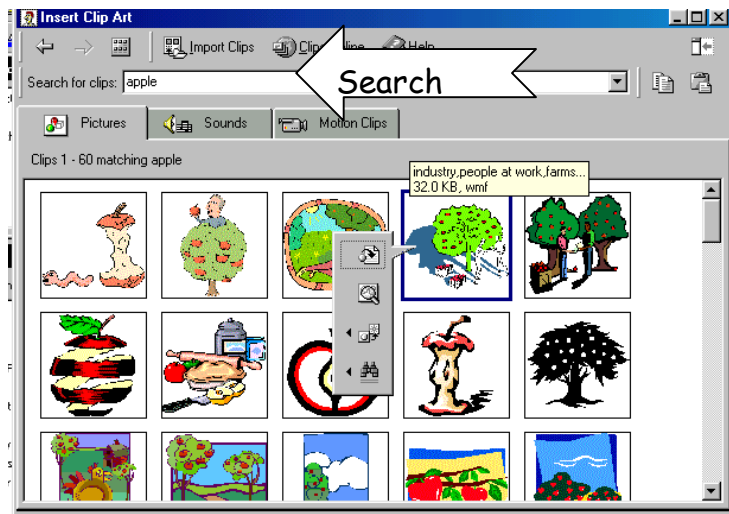 Insert Clip Art
Import Clips
Help
Search for clips: apple
Search
Pictures Sounds Motion Clips
Clips 1 - 60 matching apple
industry,people at work,farms...
32.0 KB, wmf